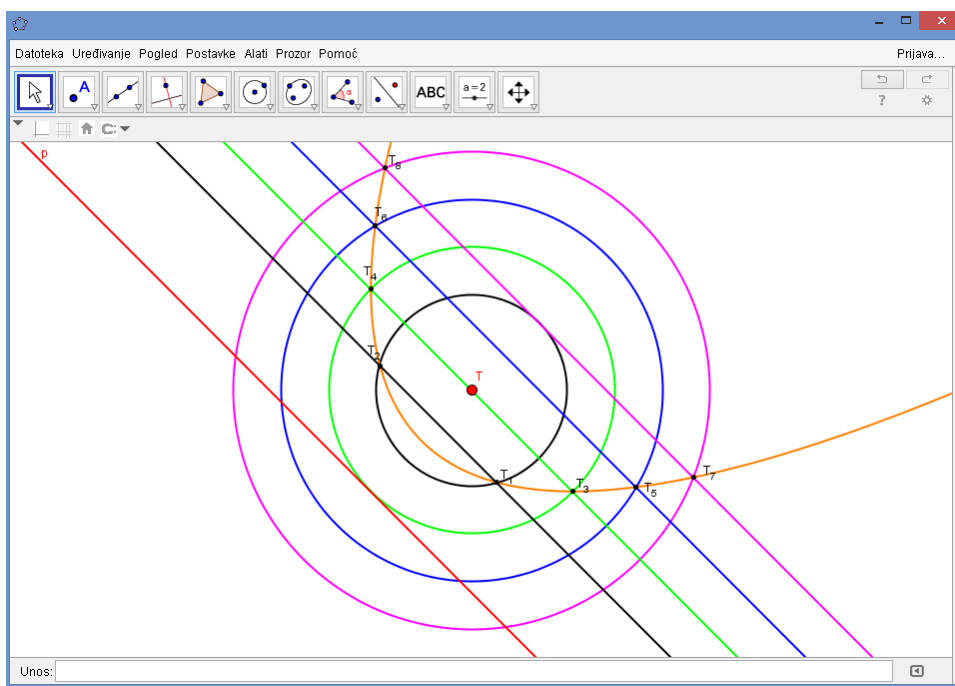 Datoteka Uređivanje Pogled Postavke Alati Prozor Pomoć Prijava...
A α ABC a=2 ?
p
T₈
T₆
T₄
T₂
T
T₁
T₃
T₅
T₇
Unos: